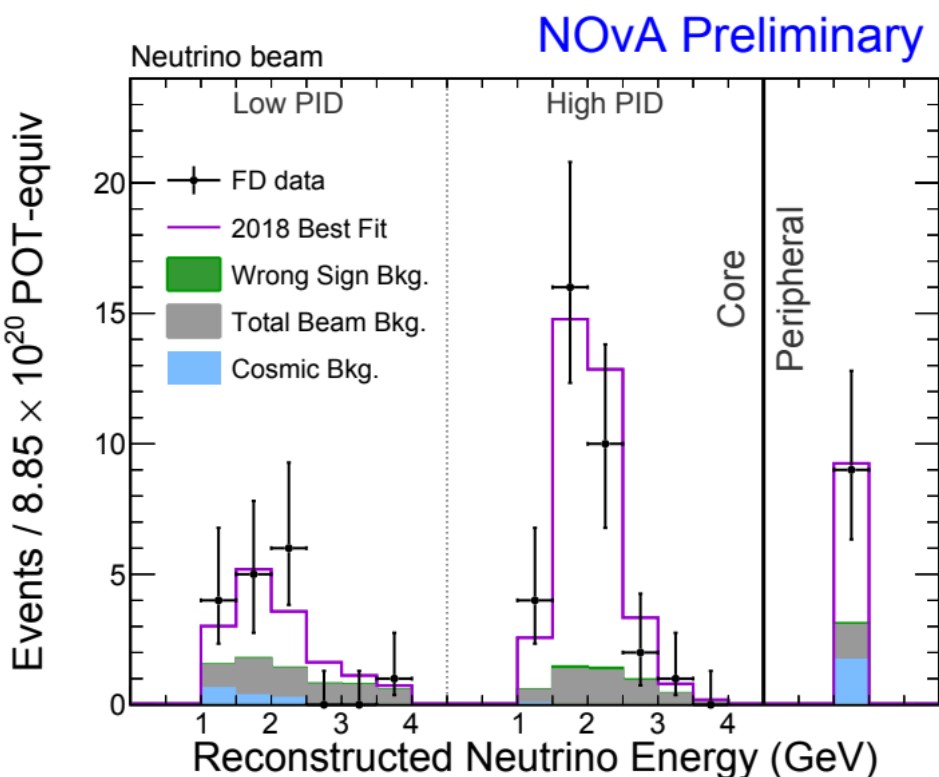 NOvA Preliminary
Neutrino beam
Low PID
High PID
FD data
2018 Best Fit
Wrong Sign Bkg.
Total Beam Bkg.
Cosmic Bkg.
Core
Peripheral
Events / 8.85 × 10²⁰ POT-equiv
20
15
10
5
0
1 2 3 4 1 2 3 4
Reconstructed Neutrino Energy (GeV)